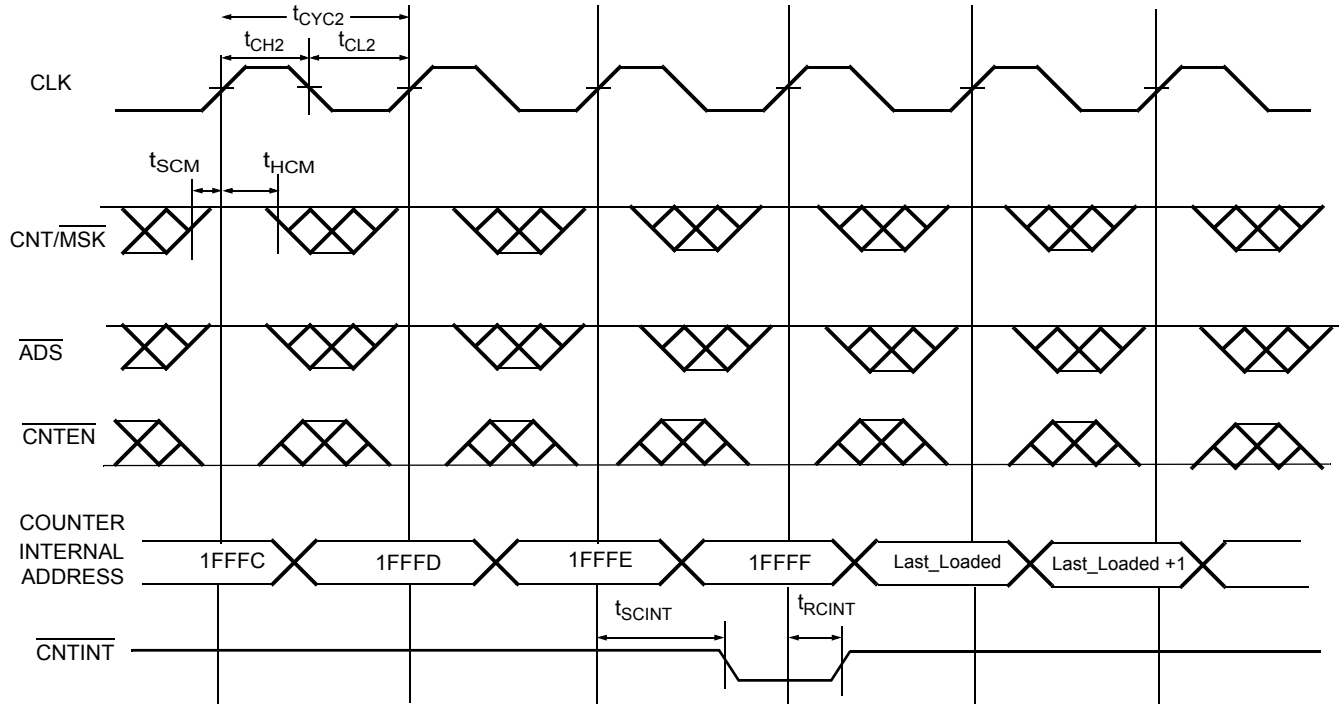 tCYC2
tCH2
tCL2
CLK
tSCM
tHCM
CNT/MSK
ADS
CNTEN
COUNTER
INTERNAL
ADDRESS
1FFFC
1FFFD
1FFFE
1FFFF
Last_Loaded
Last_Loaded +1
tSCINT
tRCINT
CNTINT